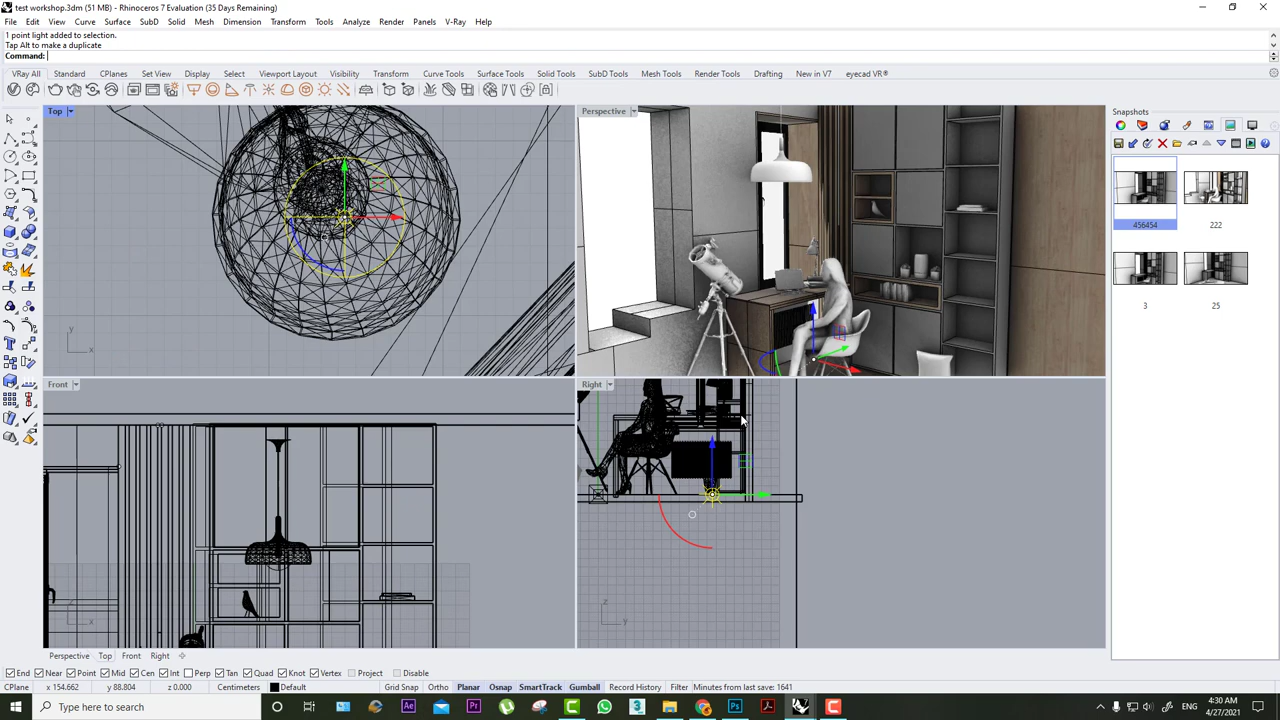 test workshop.3dm (51 MB) - Rhinoceros 7 Evaluation (35 Days Remaining)
File Edit View Curve Surface SubD Solid Mesh Dimension Transform Tools Analyze Render Panels V-Ray Help
1 point light added to selection.
Tap Alt to make a duplicate
Command:
VRay All Standard CPlanes Set View Display Select Viewport Layout Visibility Transform Curve Tools Surface Tools Solid Tools SubD Tools Mesh Tools Render Tools Drafting New in V7 eyecad VR®
Top
Perspective
Snapshots
456454
222
3
25
y
x
Front
Right
z
x
z
y
Perspective Top Front Right
End Near Point Mid Cen Int Perp Tan Quad Knot Vertex Project Disable
CPlane x 154.662 y 88.804 z 0.000 Centimeters Default Grid Snap Ortho Planar Osnap SmartTrack Gumball Record History Filter Minutes from last save: 1641
Type here to search
Ae
Pr
3
Ps
ENG
4:30 AM
4/27/2021